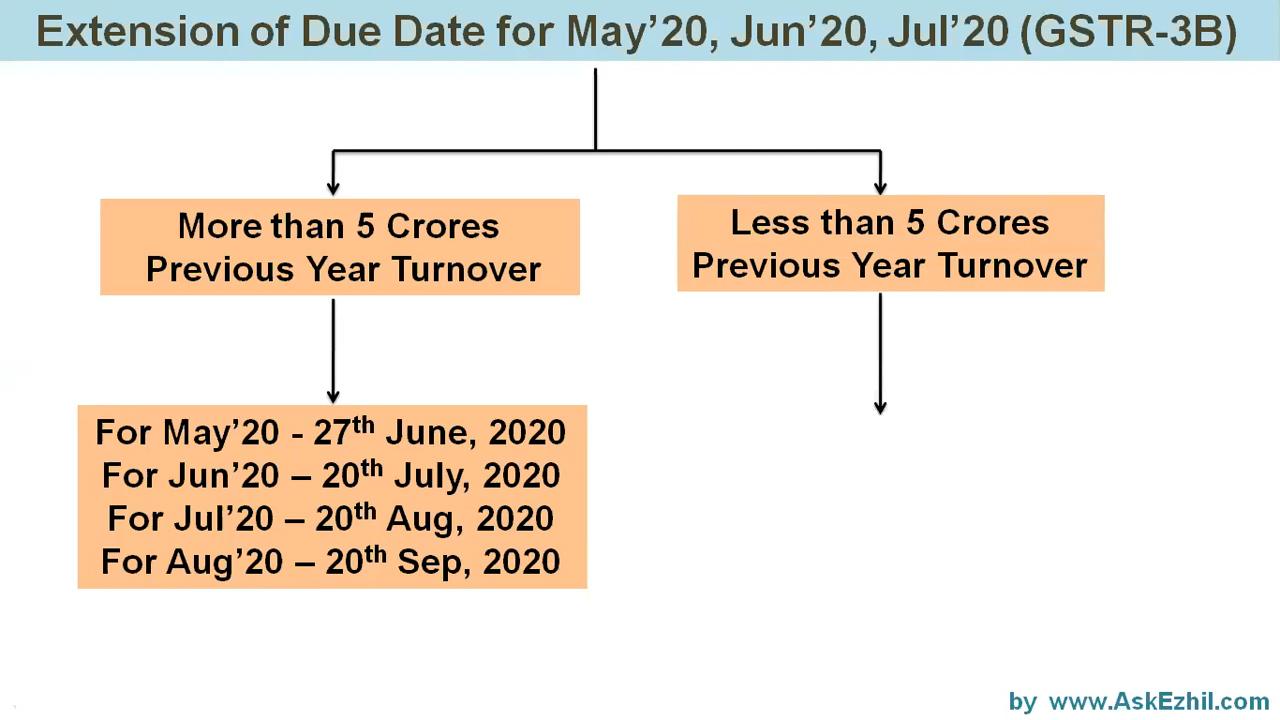 Extension of Due Date for May’20, Jun’20, Jul’20 (GSTR-3B)
More than 5 Crores
Previous Year Turnover
Less than 5 Crores
Previous Year Turnover
For May’20 - 27th June, 2020
For Jun’20 – 20th July, 2020
For Jul’20 – 20th Aug, 2020
For Aug’20 – 20th Sep, 2020
by www.AskEzhil.com